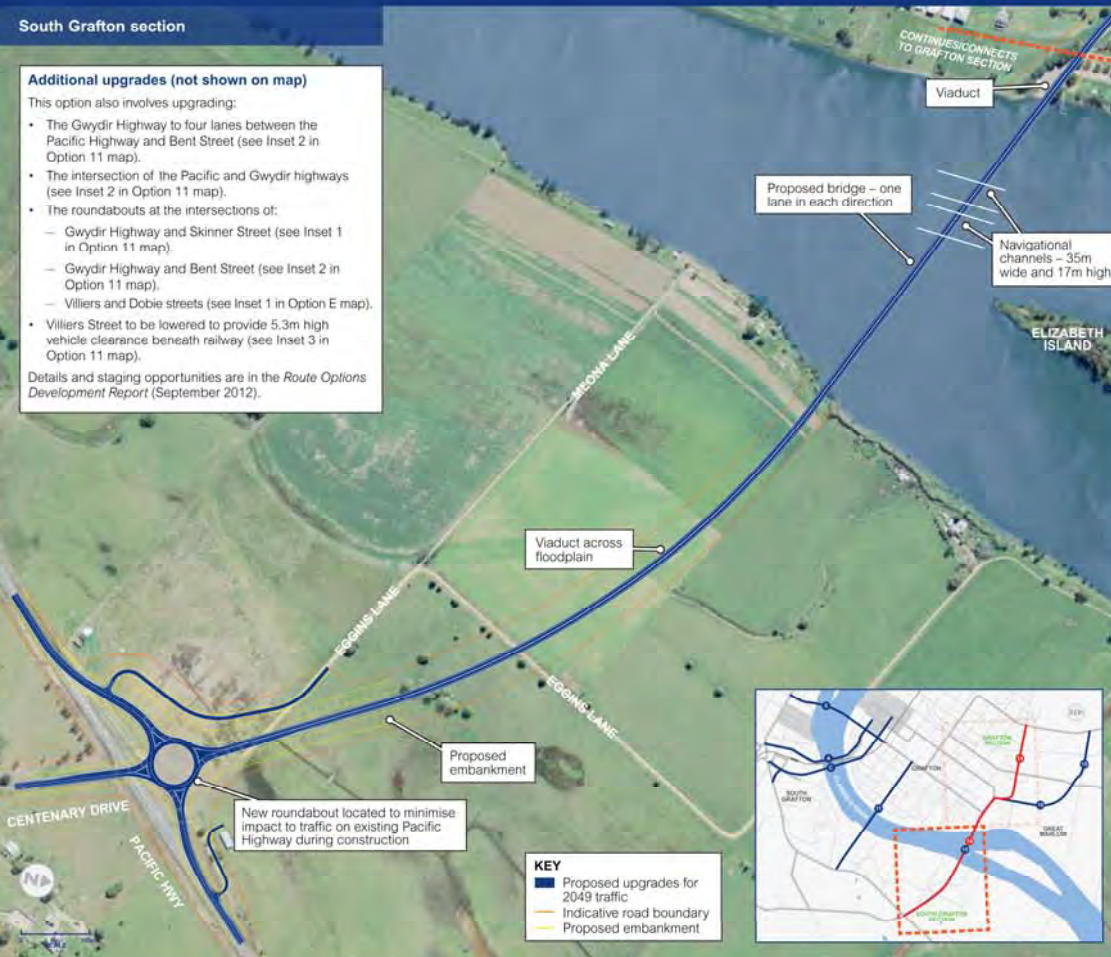 South Grafton section
Additional upgrades (not shown on map)
This option also involves upgrading:
• The Gwydir Highway to four lanes between the
Pacific Highway and Bent Street (see Inset 2 in
Option 11 map).
• The intersection of the Pacific and Gwydir highways
(see Inset 2 in Option 11 map).
• The roundabouts at the intersections of:
– Gwydir Highway and Skinner Street (see Inset 1
in Option 11 map).
– Gwydir Highway and Bent Street (see Inset 2 in
Option 11 map).
– Villiers and Dobie streets (see Inset 1 in Option E map).
• Villiers Street to be lowered to provide 5.3m high
vehicle clearance beneath railway (see Inset 3 in
Option 11 map).
Details and staging opportunities are in the Route Options
Development Report (September 2012).
CONTINUES/CONNECTS
TO GRAFTON SECTION
Viaduct
Proposed bridge – one
lane in each direction
Navigational
channels – 35m
wide and 17m high
ELIZABETH
ISLAND
MEONA LANE
Viaduct across
floodplain
EGGINS LANE
EGGINS LANE
Proposed
embankment
New roundabout located to minimise
impact to traffic on existing Pacific
Highway during construction
CENTENARY DRIVE
PACIFIC HWY
N
SCALE
KEY
Proposed upgrades for
2049 traffic
Indicative road boundary
Proposed embankment
GRAFTON
SECTION
GRAFTON
SOUTH
GRAFTON
GREAT
MARLOW
SOUTH GRAFTON
SECTION